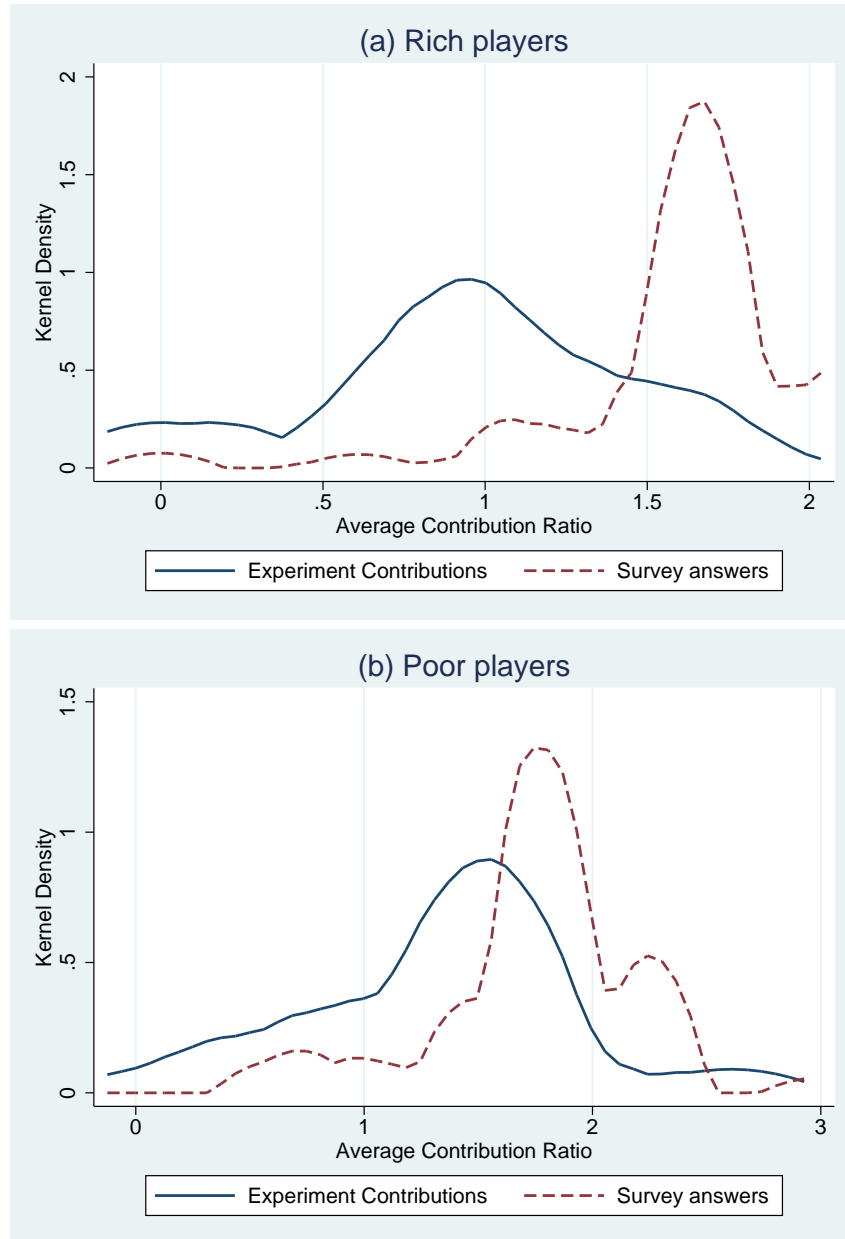 (a) Rich players
2
1.5
1
.5
0
Kernel Density
0 .5 1 1.5 2
Average Contribution Ratio
Experiment Contributions Survey answers
(b) Poor players
1.5
1
.5
0
Kernel Density
0 1 2 3
Average Contribution Ratio
Experiment Contributions Survey answers